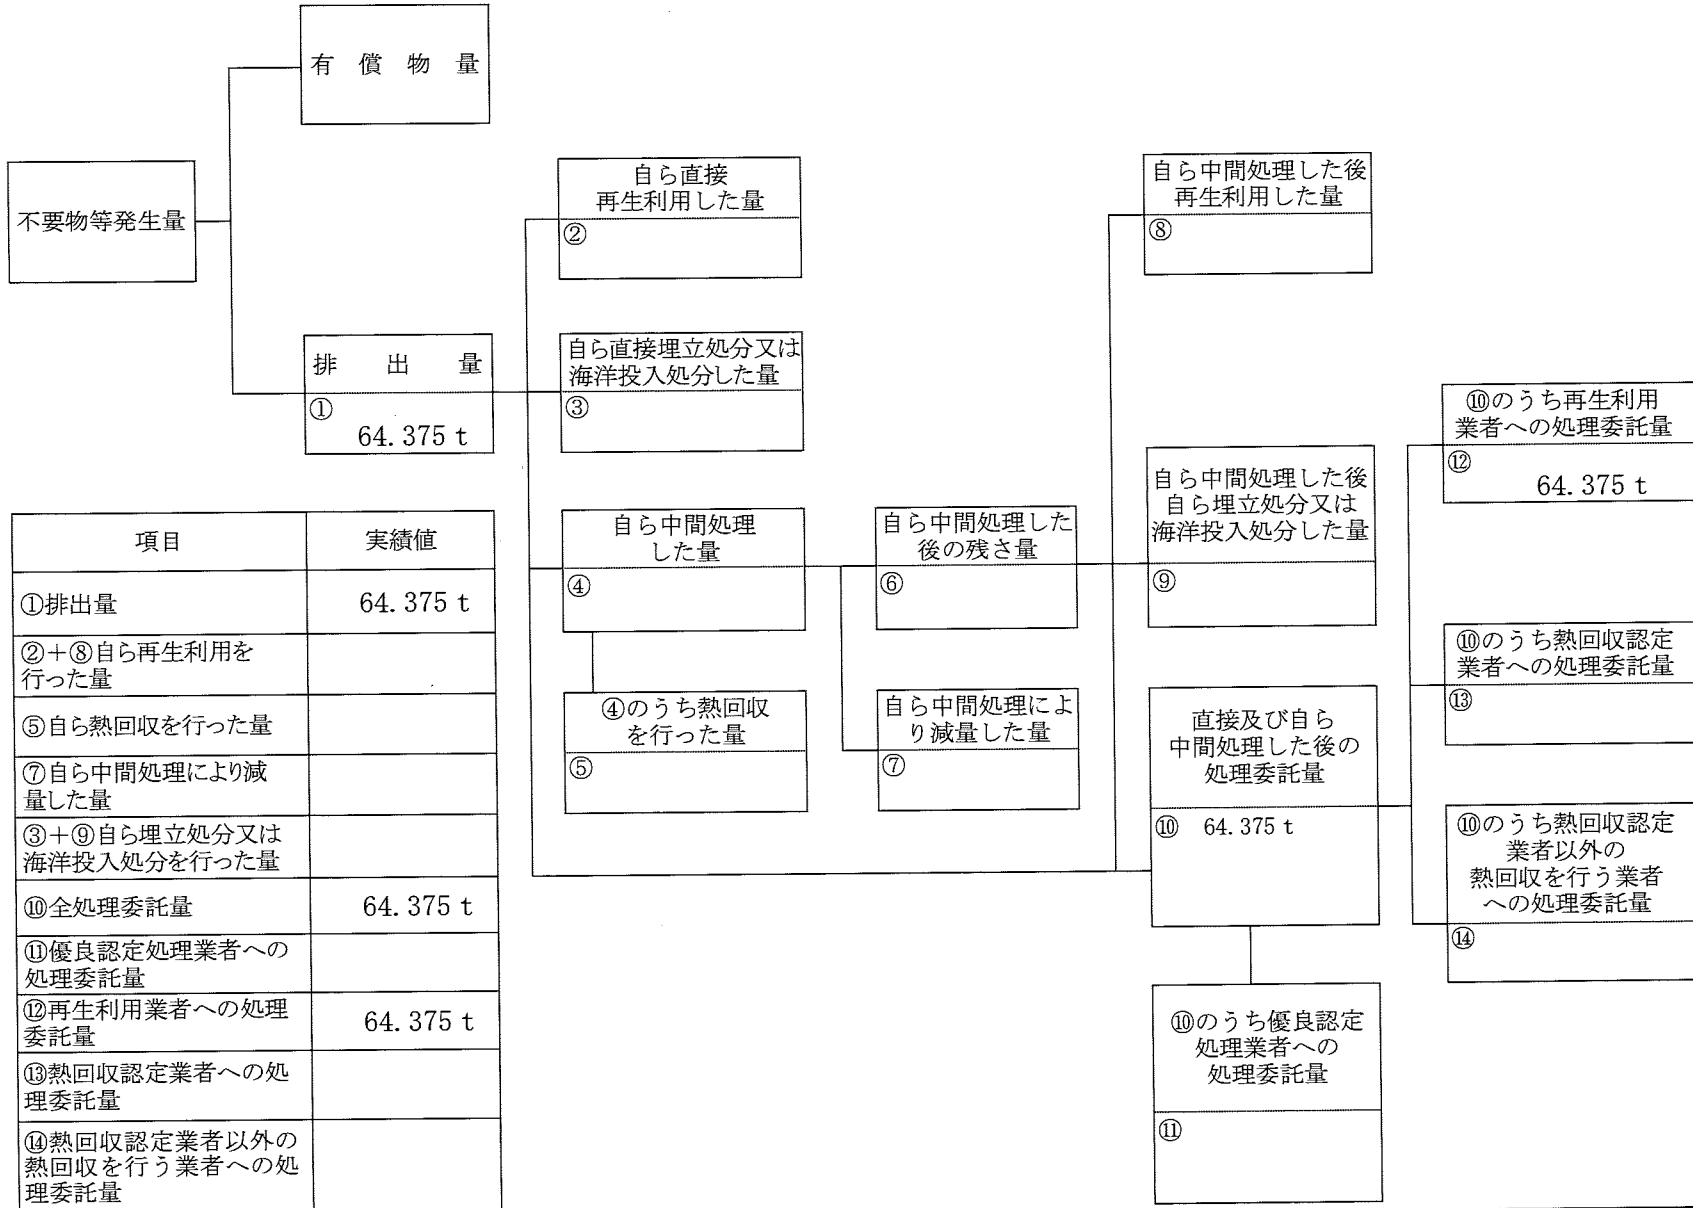 有償物量
不要物等発生量
排出量
①
64.375 t
自ら直接
再生利用した量
②
自ら直接埋立処分又は
海洋投入処分した量
③
自ら中間処理
した量
④
④のうち熱回収
を行った量
⑤
自ら中間処理した
後の残さ量
⑥
自ら中間処理によ
り減量した量
⑦
自ら中間処理した後
再生利用した量
⑧
自ら中間処理した後
自ら埋立処分又は
海洋投入処分した量
⑨
直接及び自ら
中間処理した後の
処理委託量
⑩ 64.375 t
⑩のうち優良認定
処理業者への
処理委託量
⑪
⑩のうち再生利用
業者への処理委託量
⑫
64.375 t
⑩のうち熱回収認定
業者への処理委託量
⑬
⑩のうち熱回収認定
業者以外の
熱回収を行う業者
への処理委託量
⑭
項目 実績値
①排出量 64.375 t
②+⑧自ら再生利用を
行った量
⑤自ら熱回収を行った量
⑦自ら中間処理により減
量した量
③+⑨自ら埋立処分又は
海洋投入処分を行った量
⑩全処理委託量 64.375 t
⑪優良認定処理業者への
処理委託量
⑫再生利用業者への処理
委託量 64.375 t
⑬熱回収認定業者への処
理委託量
⑭熱回収認定業者以外の
熱回収を行う業者への処
理委託量